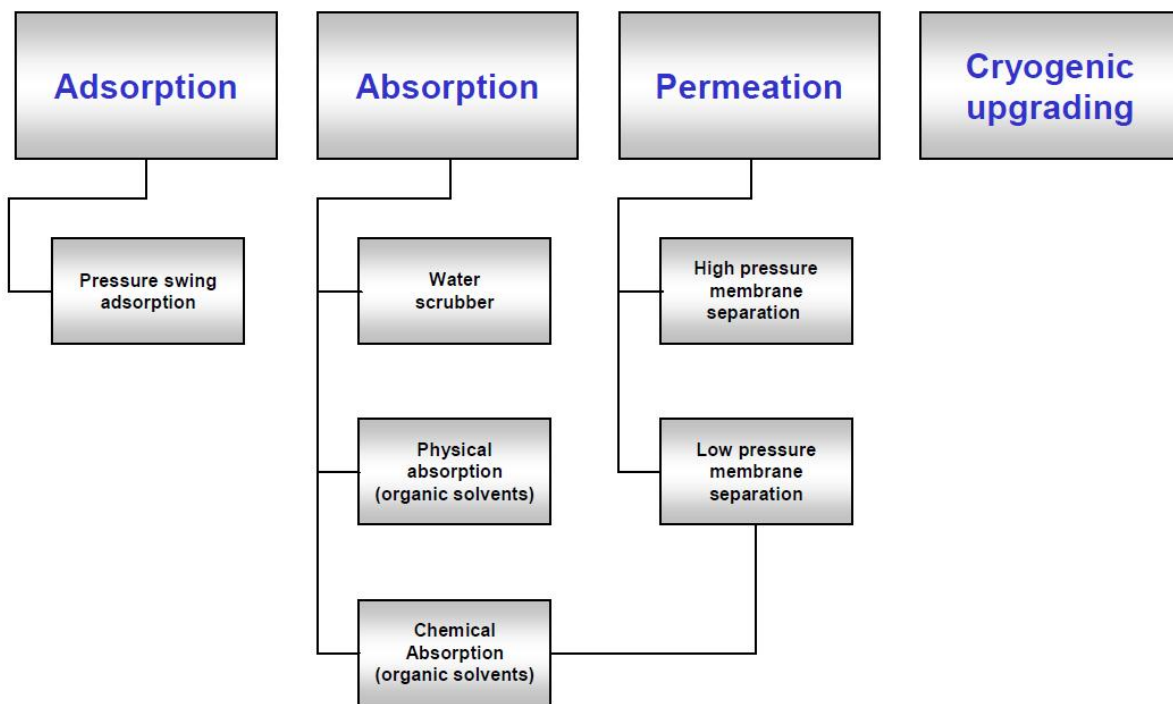 Adsorption
Absorption
Permeation
Cryogenic
upgrading
Pressure swing
adsorption
Water
scrubber
High pressure
membrane
separation
Physical
absorption
(organic solvents)
Low pressure
membrane
separation
Chemical
Absorption
(organic solvents)